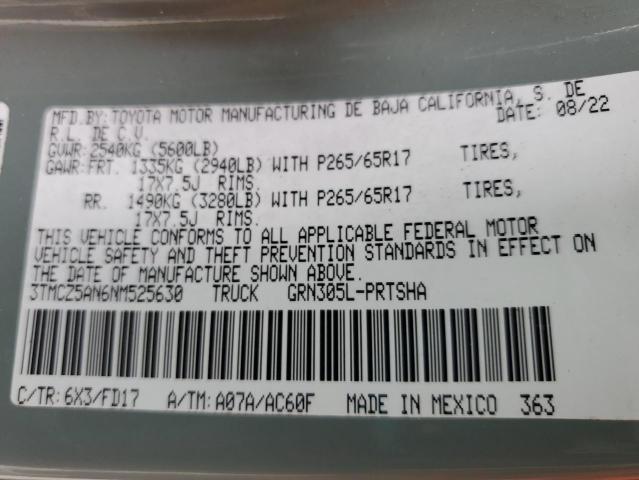 MFD.BY: TOYOTA MOTOR MANUFACTURING DE BAJA CALIFORNIA, S. DE
R.L. DE C.V. DATE: 08/22
GVWR: 2540KG (5600LB)
GAWR: FRT. 1335KG (2940LB) WITH P265/65R17 TIRES,
17X7.5J RIMS.
RR. 1490KG (3280LB) WITH P265/65R17 TIRES,
17X7.5J RIMS.
THIS VEHICLE CONFORMS TO ALL APPLICABLE FEDERAL MOTOR
VEHICLE SAFETY AND THEFT PREVENTION STANDARDS IN EFFECT ON
THE DATE OF MANUFACTURE SHOWN ABOVE.
3TMCZ5AN6NM525630 TRUCK GRN305L-PRTSHA
C/TR: 6X3/FD17 A/TM: A07A/AC60F MADE IN MEXICO 363